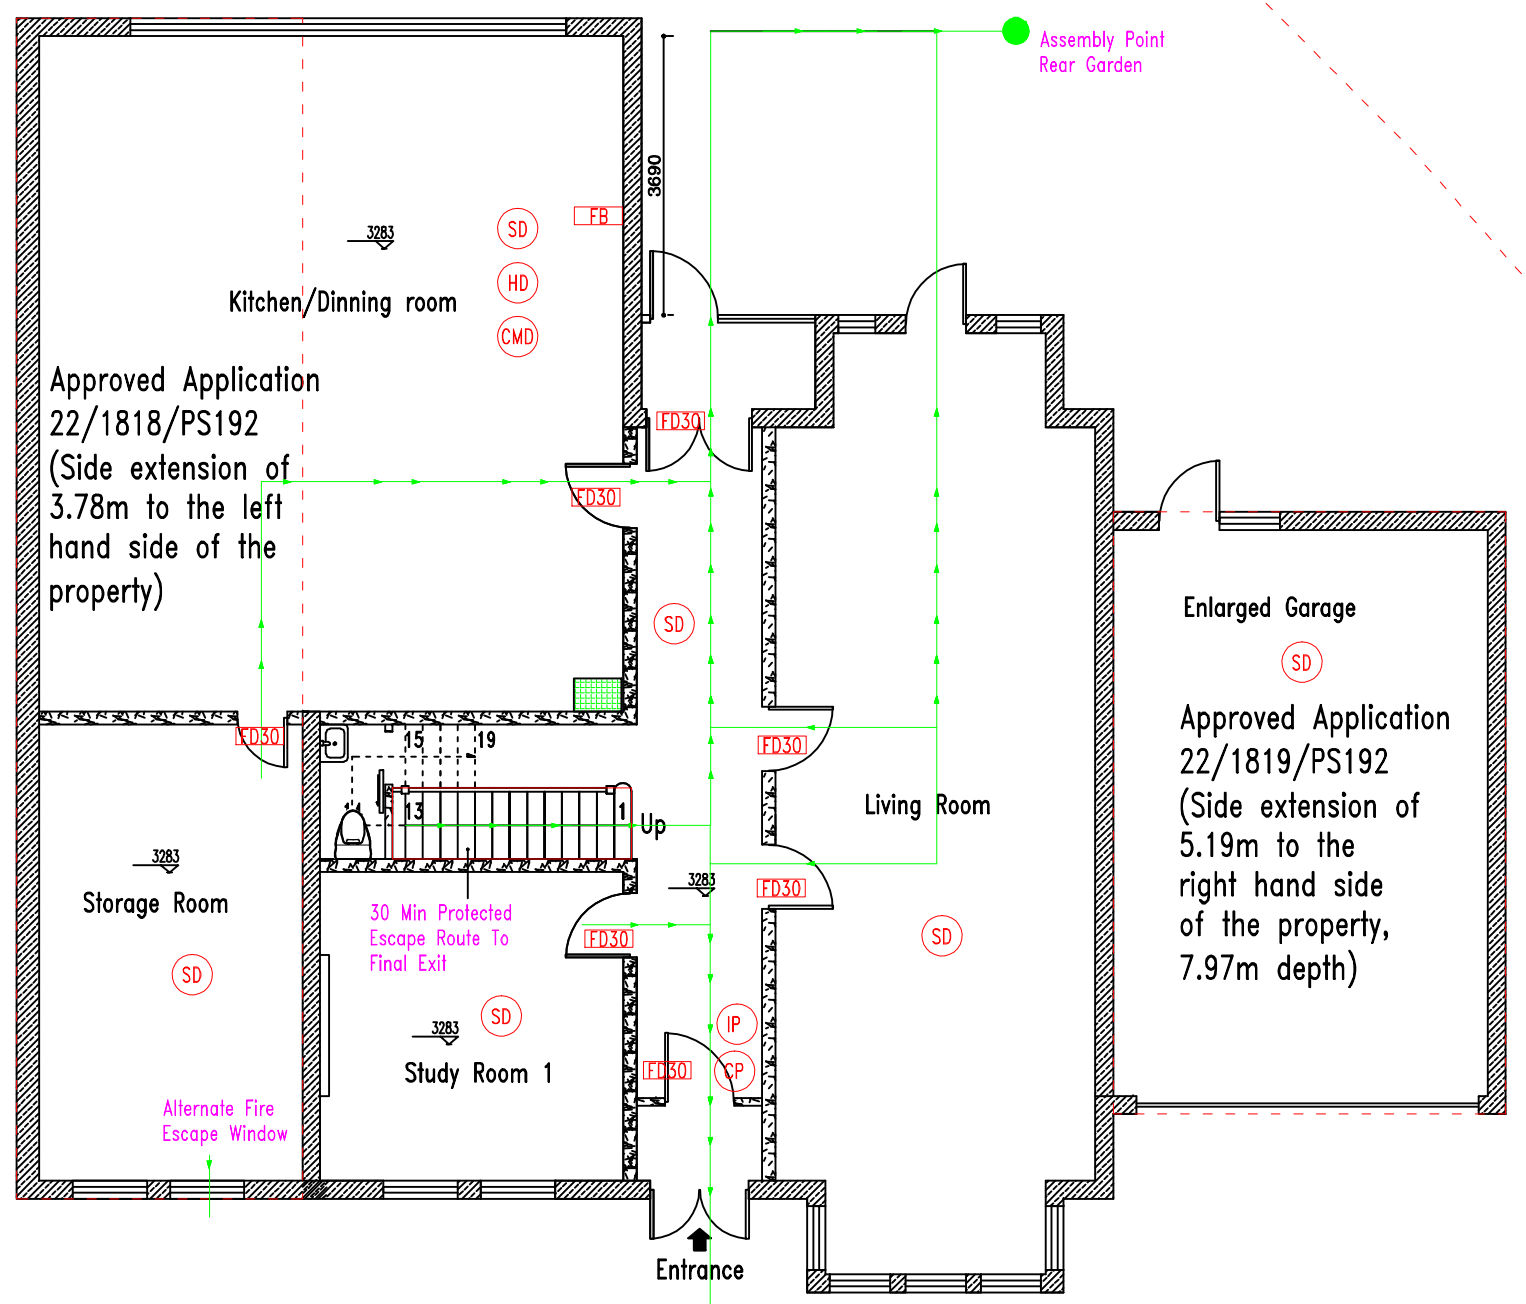 Assembly Point
Rear Garden
3690
FB
SD
3283
HD
Kitchen/Dinning room
CMD
Approved Application
22/1818/PS192
(Side extension of
3.78m to the left
hand side of the
property)
FD30
FD30
SD
Enlarged Garage
SD
Approved Application
22/1819/PS192
(Side extension of
5.19m to the
right hand side
of the property,
7.97m depth)
FD30
15
19
FD30
13
1
Up
Living Room
3283
Storage Room
3283
FD30
30 Min Protected
Escape Route To
Final Exit
FD30
SD
SD
SD
IP
3283
Study Room 1
FD30
CP
Alternate Fire
Escape Window
Entrance